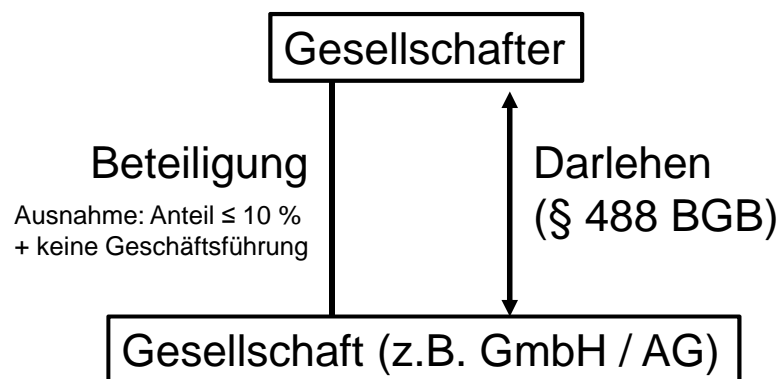 Gesellschafter
Beteiligung
Ausnahme: Anteil ≤ 10 %
+ keine Geschäftsführung
Darlehen
(§ 488 BGB)
Gesellschaft (z.B. GmbH / AG)